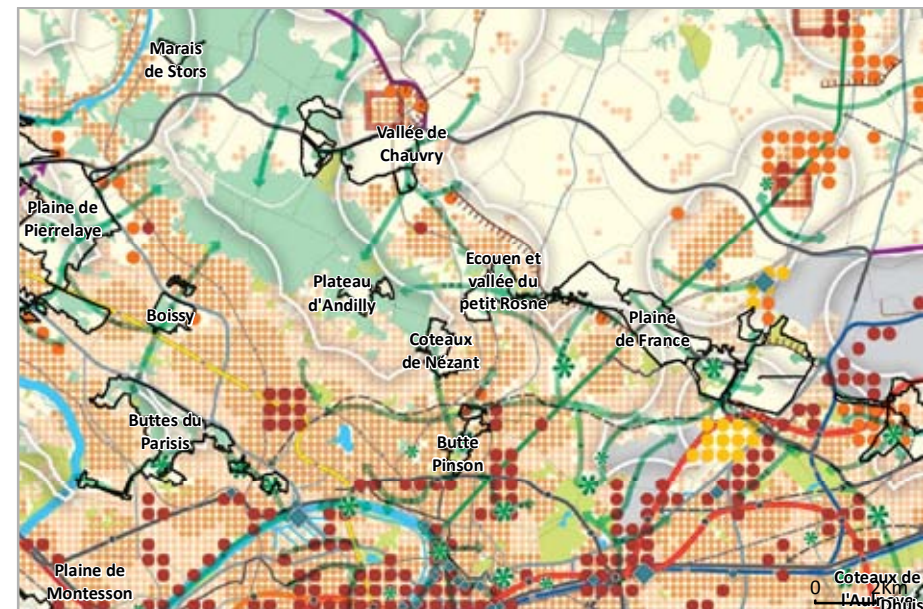 Marais
de Stors
Vallée de
Chauvry
Plaine de
Pierrelaye
Ecouen et
vallée du
petit Rosne
Plateau
d'Andilly
Boissy
Plaine
de France
Coteaux
de Nézant
Buttes du
Parisis
Butte
Pinson
Plaine de
Montesson
Coteaux de
0 2Km